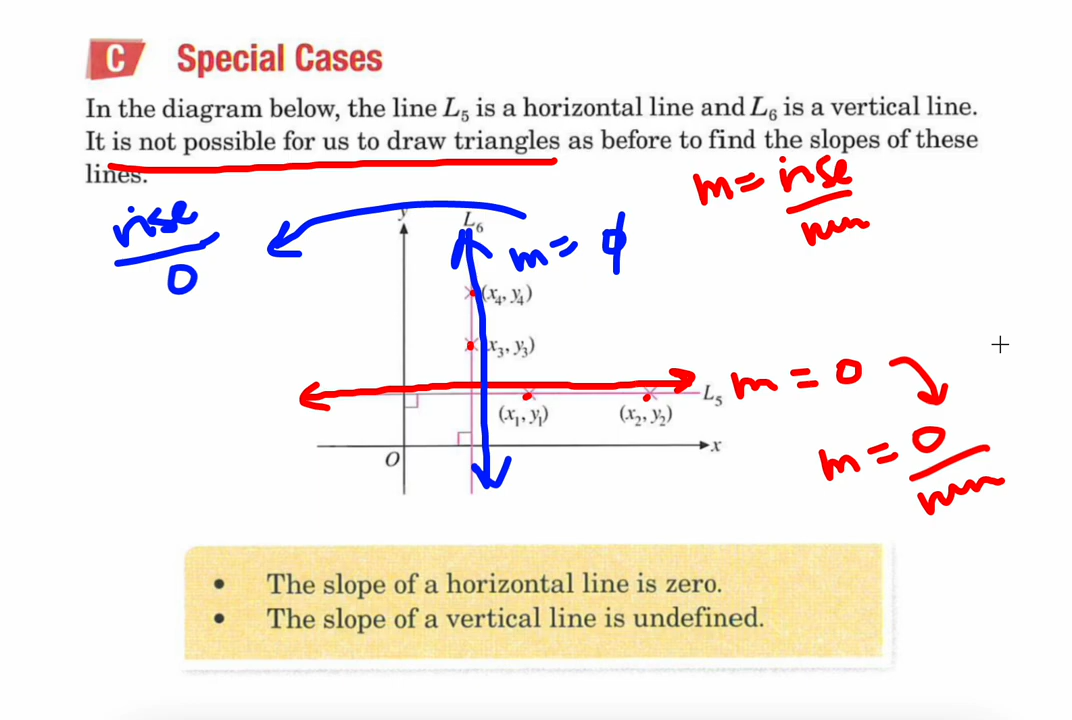 C Special Cases
In the diagram below, the line L₅ is a horizontal line and L₆ is a vertical line.
It is not possible for us to draw triangles as before to find the slopes of these
lines.
m = rise
run
rise
0
y
L₆
m = ϕ
(x₄, y₄)
(x₃, y₃)
m = 0
L₅
(x₁, y₁)
(x₂, y₂)
m = 0
run
x
O
• The slope of a horizontal line is zero.
• The slope of a vertical line is undefined.